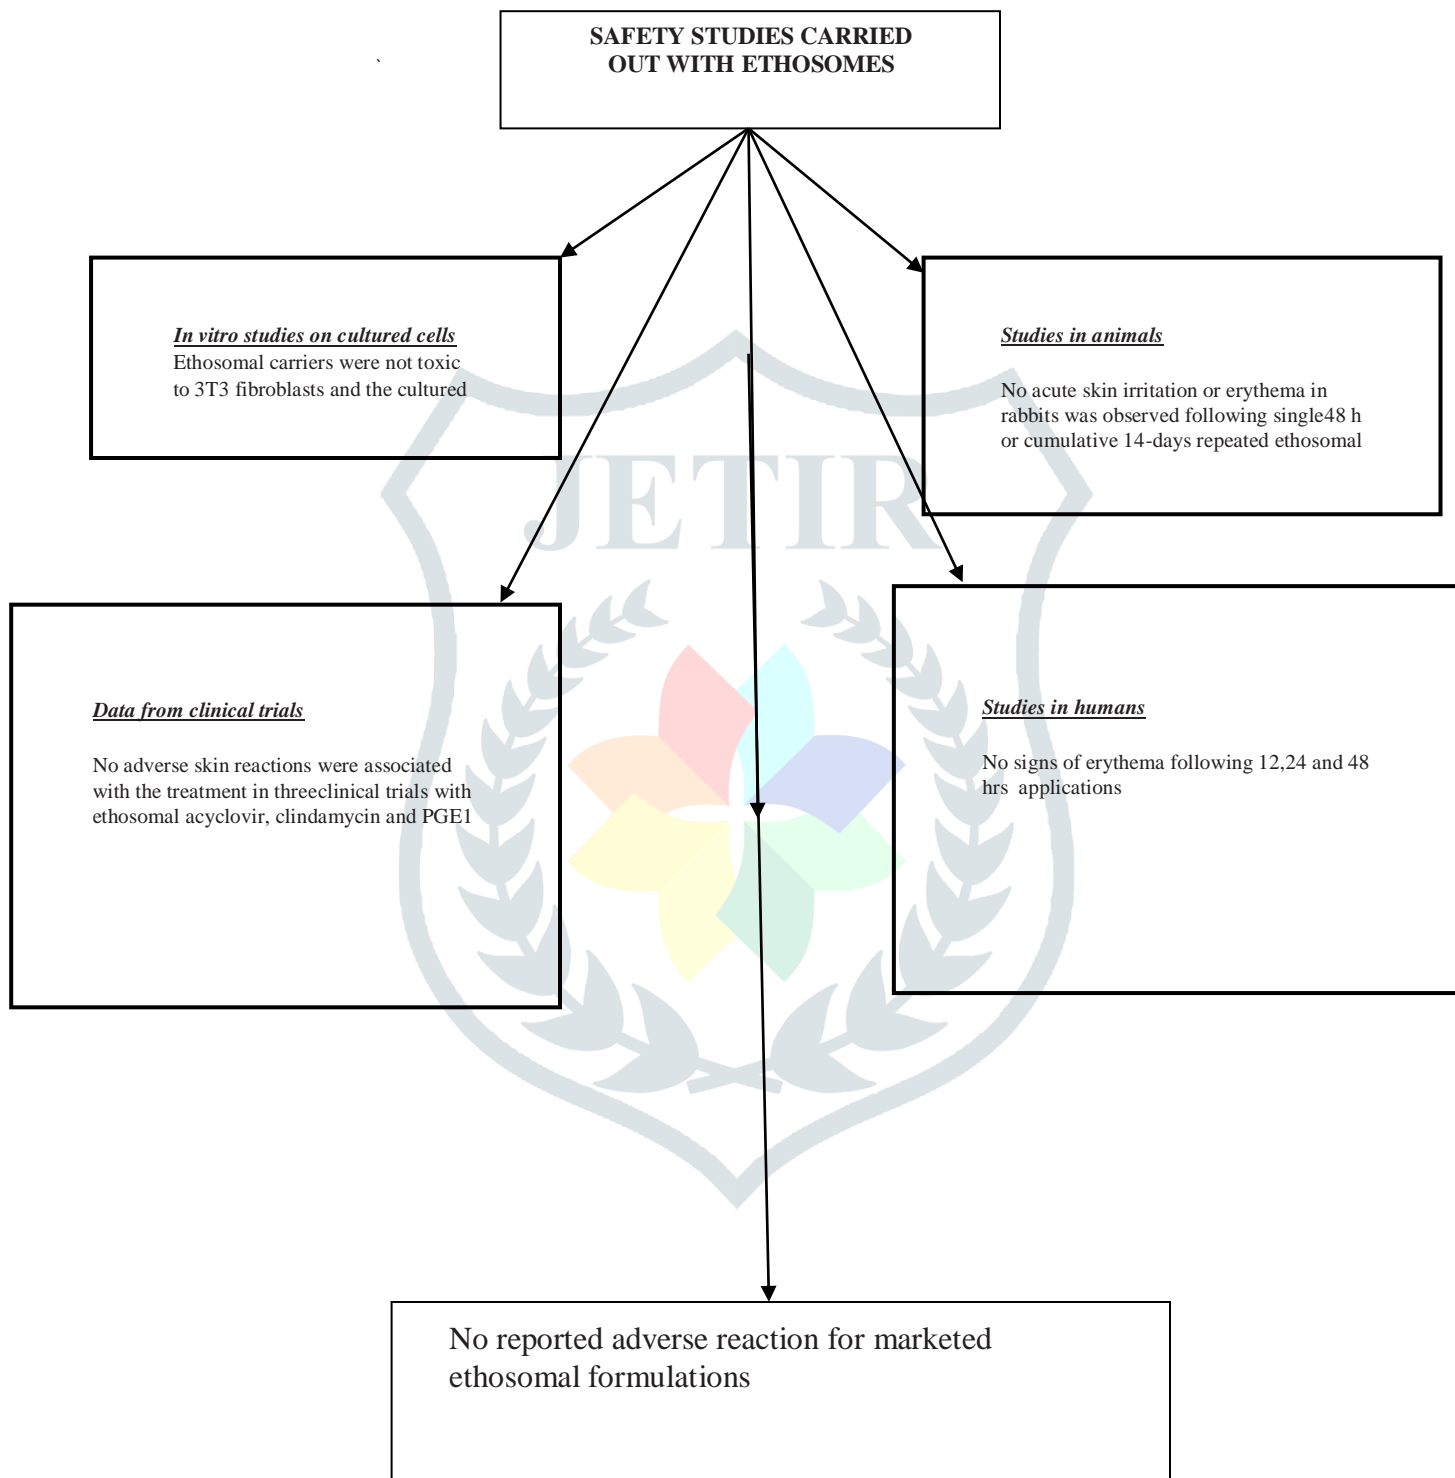 SAFETY STUDIES CARRIED
OUT WITH ETHOSOMES
`
In vitro studies on cultured cells
Ethosomal carriers were not toxic
to 3T3 fibroblasts and the cultured
Studies in animals
No acute skin irritation or erythema in
rabbits was observed following single48 h
or cumulative 14-days repeated ethosomal
JETIR
Data from clinical trials
No adverse skin reactions were associated
with the treatment in threeclinical trials with
ethosomal acyclovir, clindamycin and PGE1
Studies in humans
No signs of erythema following 12,24 and 48
hrs applications
No reported adverse reaction for marketed
ethosomal formulations